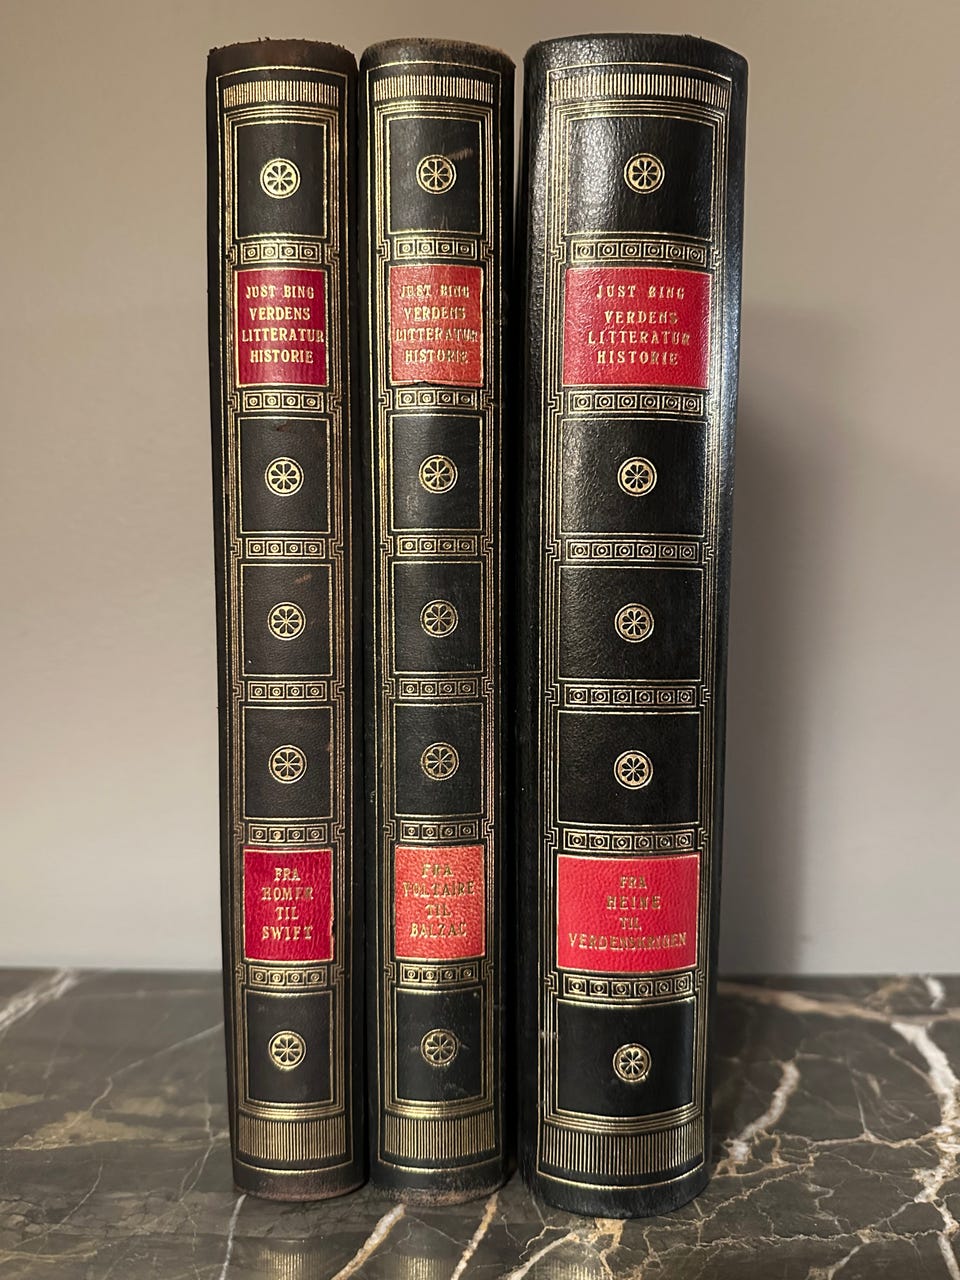 JUST BING
VERDENS
LITTERATUR
HISTORIE
FRA
HOMER
TIL
SWIFT
JUST BING
VERDENS
LITTERATUR
HISTORIE
FRA
VOLTAIRE
TIL
BALZAC
JUST BING
VERDENS
LITTERATUR
HISTORIE
FRA
HEINE
TIL
VERDENSKRIGEN